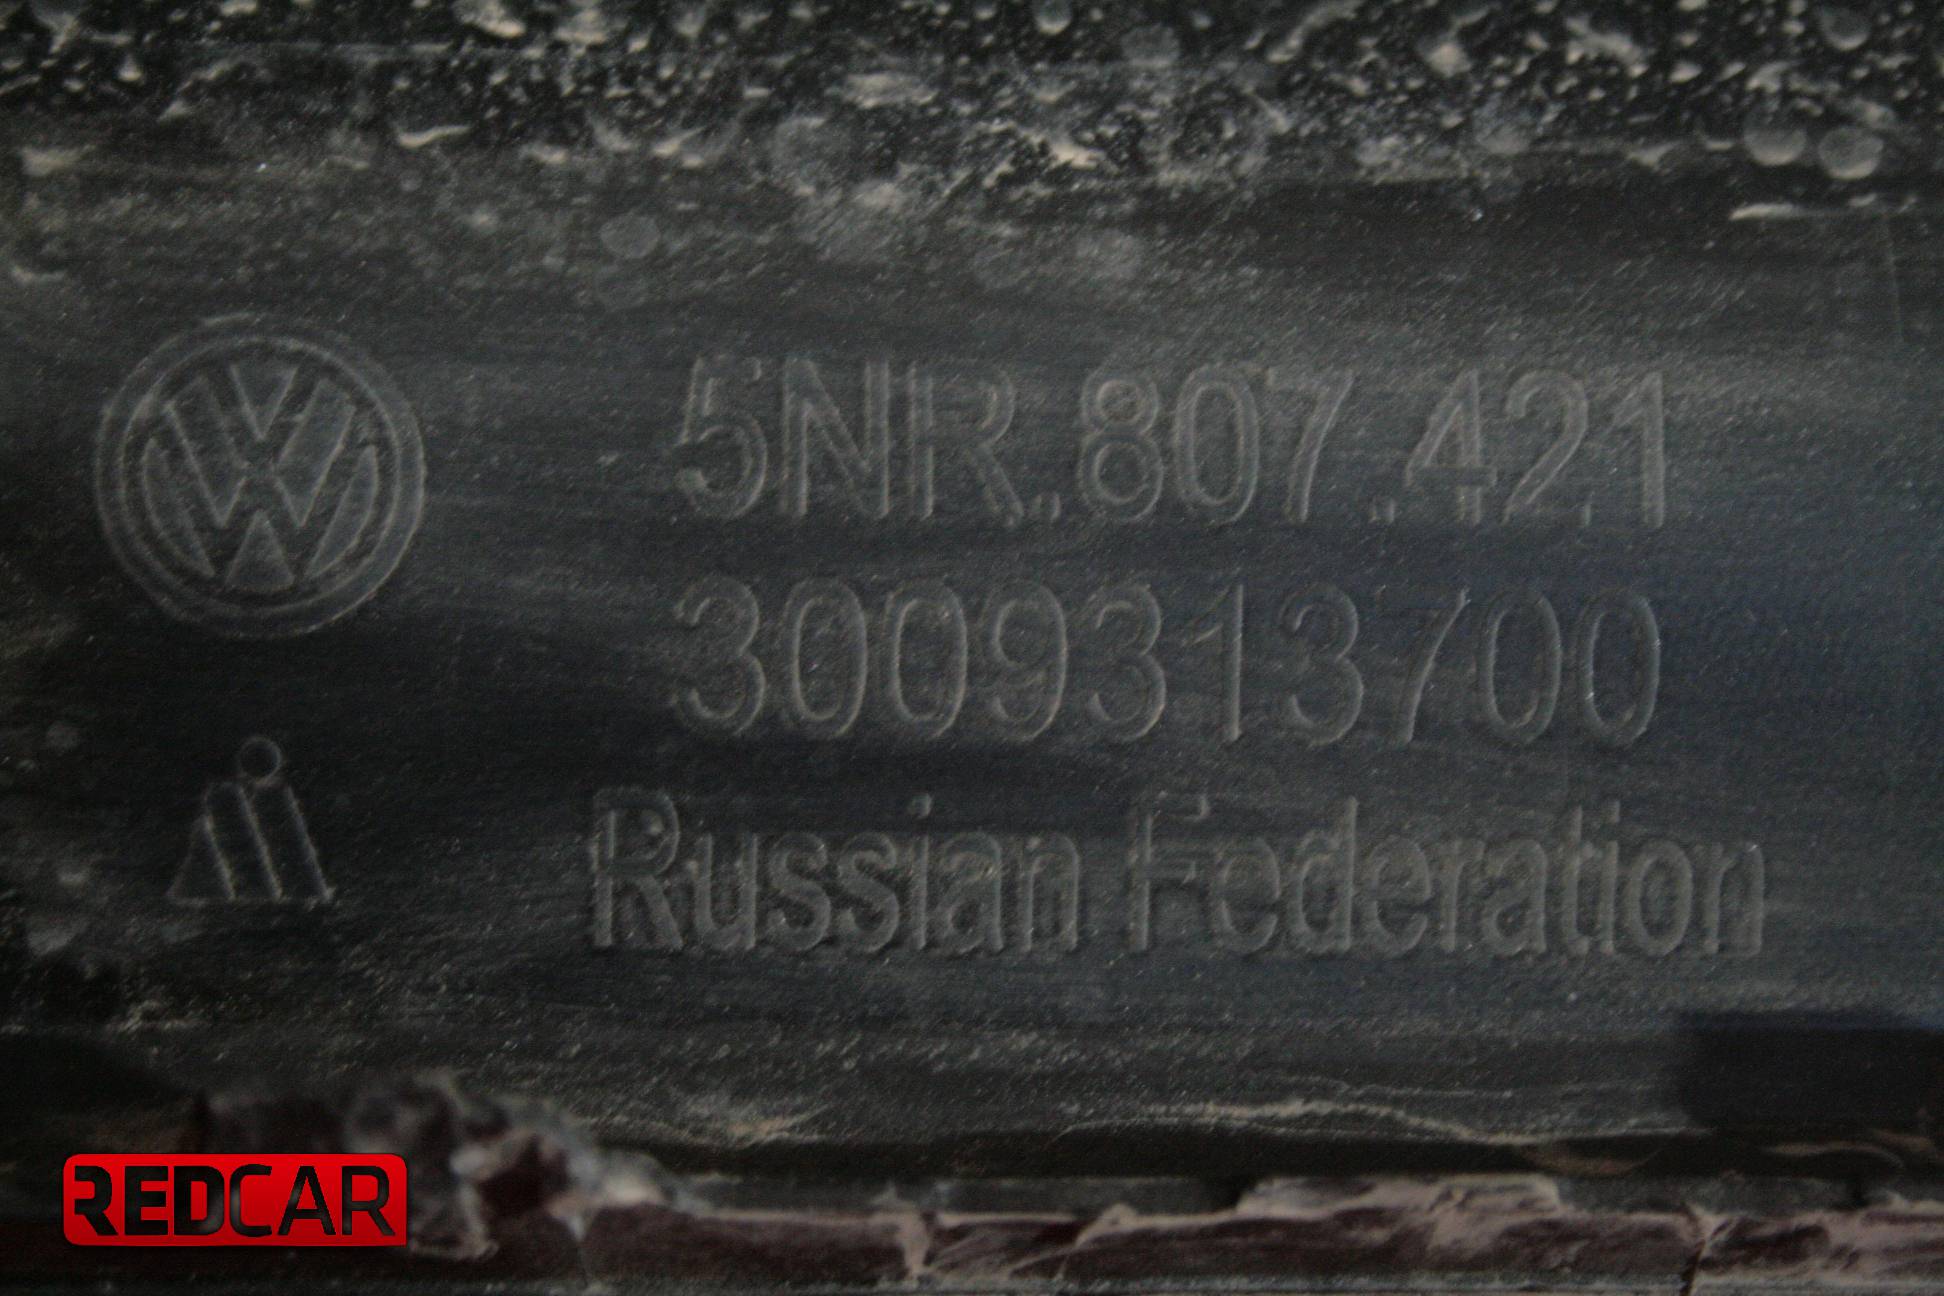 5NR.807.421
3009313700
Russian Federation
REDCAR